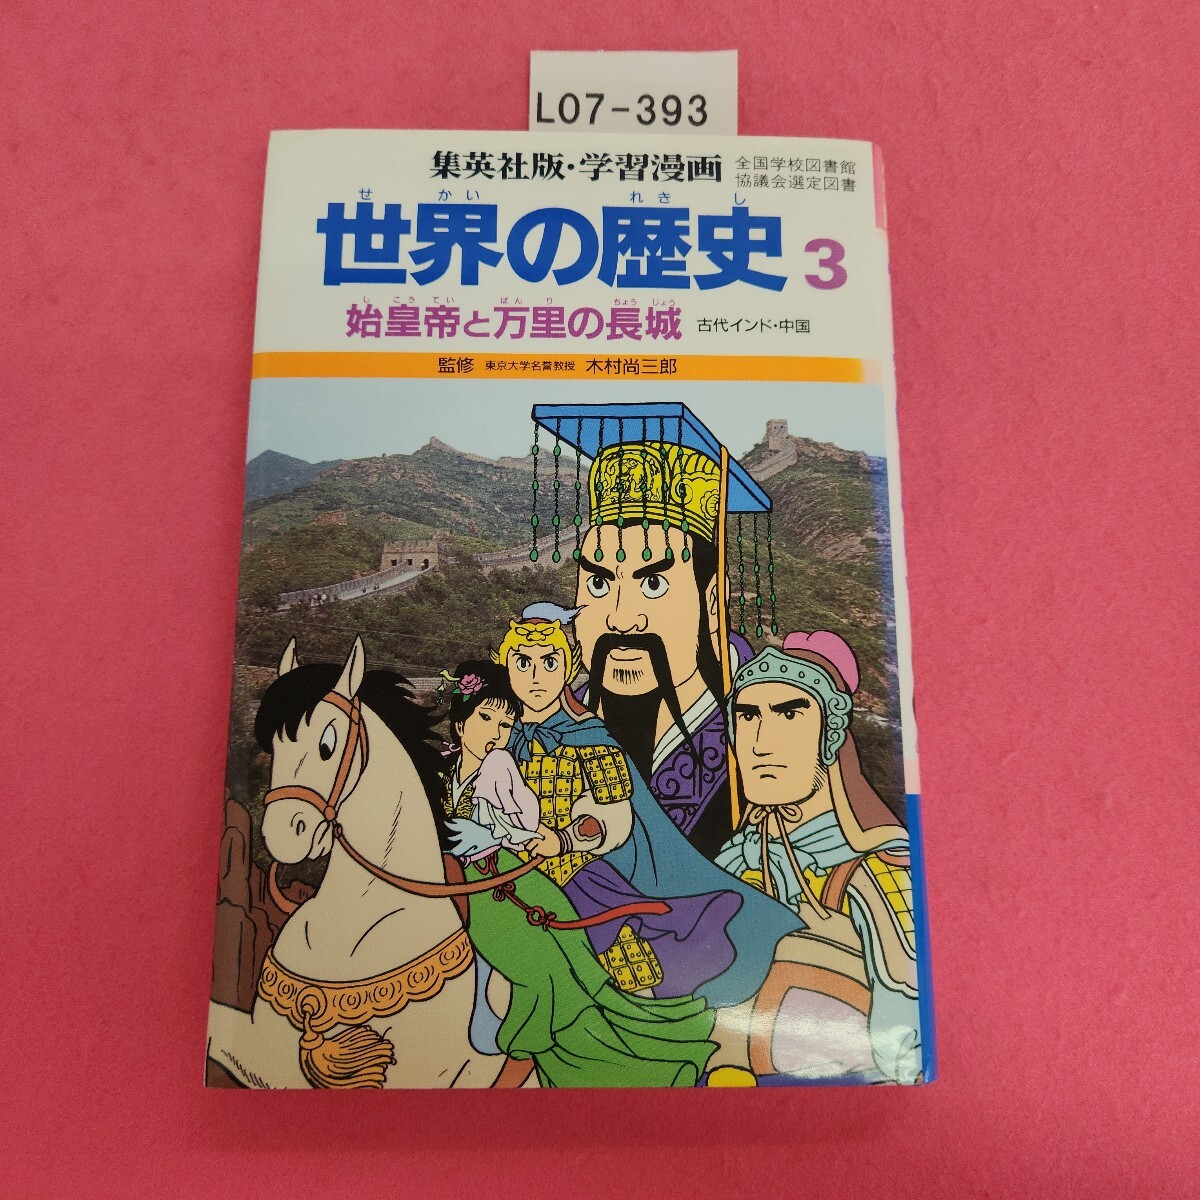 L07-393
集英社版・学習漫画
全国学校図書館
協議会選定図書
せかい れきし
世界の歴史 3
しこうてい ばんり ちょうじょう
始皇帝と万里の長城 古代インド・中国
監修 東京大学名誉教授 木村尚三郎